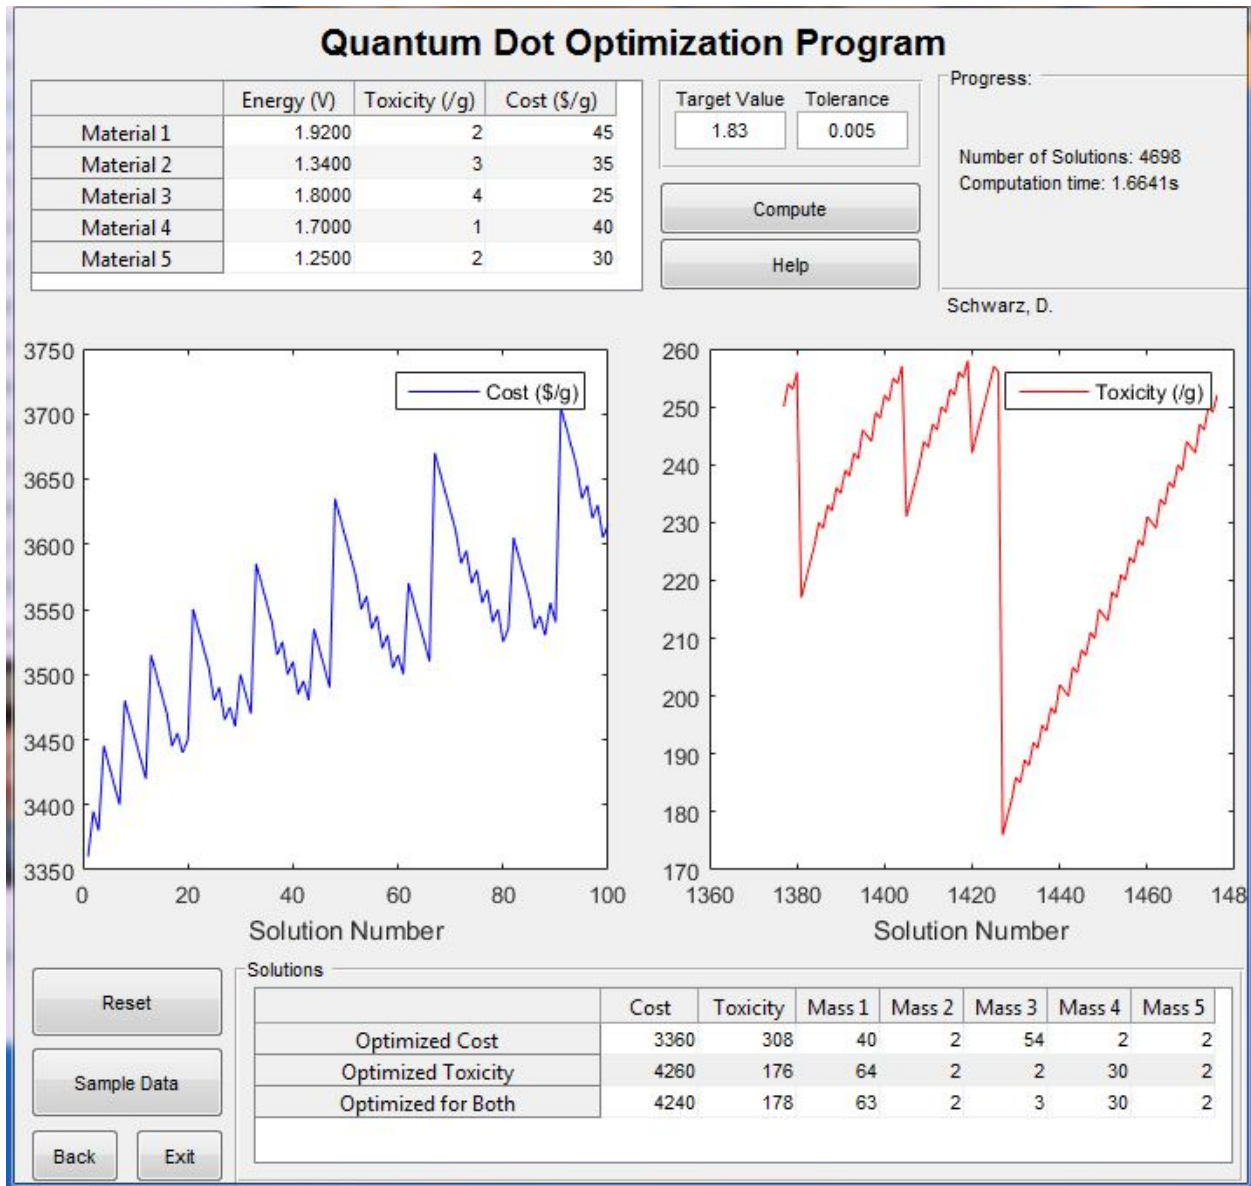 Quantum Dot Optimization Program
Energy (V) Toxicity (/g) Cost ($/g)
Material 1 1.9200 2 45
Material 2 1.3400 3 35
Material 3 1.8000 4 25
Material 4 1.7000 1 40
Material 5 1.2500 2 30
Target Value Tolerance
1.83 0.005
Compute
Help
Progress:
Number of Solutions: 4698
Computation time: 1.6641s
Schwarz, D.
3750
3700
3650
3600
3550
3500
3450
3400
3350
0 20 40 60 80 100
Solution Number
Cost ($/g)
260
250
240
230
220
210
200
190
180
170
1360 1380 1400 1420 1440 1460 148
Solution Number
Toxicity (/g)
Reset
Sample Data
Back Exit
Solutions
Cost Toxicity Mass 1 Mass 2 Mass 3 Mass 4 Mass 5
Optimized Cost 3360 308 40 2 54 2 2
Optimized Toxicity 4260 176 64 2 2 30 2
Optimized for Both 4240 178 63 2 3 30 2